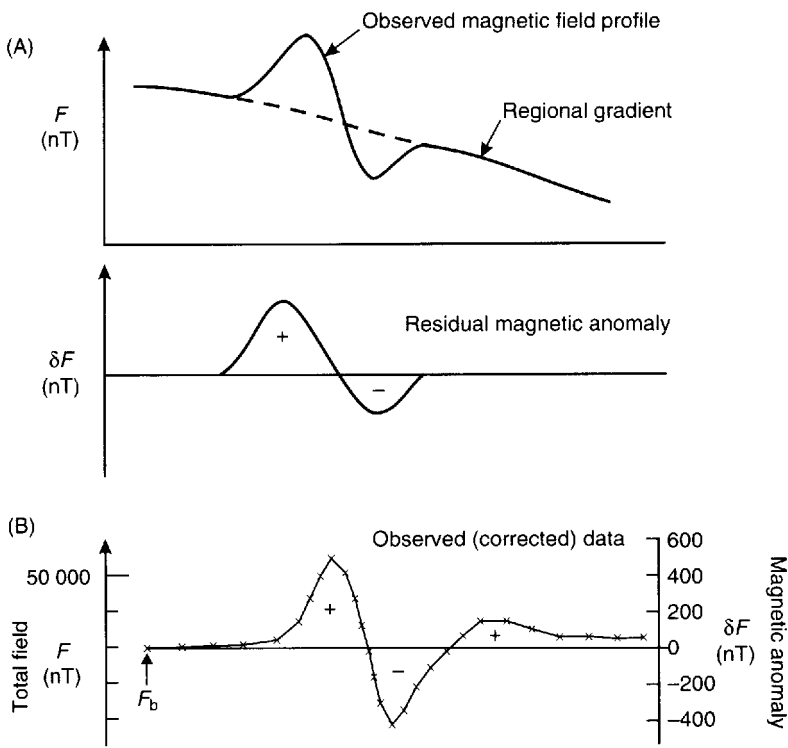 (A)
Observed magnetic field profile
F
(nT)
Regional gradient
δF
(nT)
Residual magnetic anomaly
+
−
(B)
Observed (corrected) data
50 000
Total field
F
(nT)
Fb
+
−
+
600
400
200
0
−200
−400
δF
(nT)
Magnetic anomaly